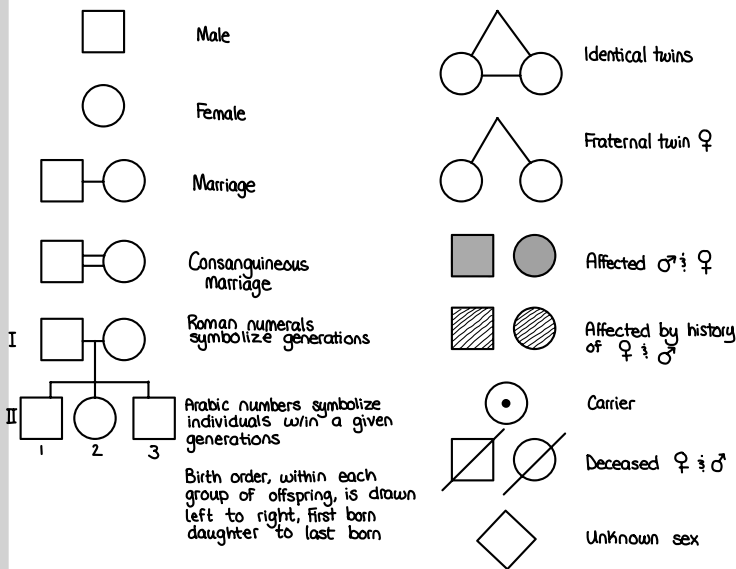 Male
Female
Marriage
Consanguineous
marriage
I
Roman numerals
symbolize generations
II
1 2 3
Arabic numbers symbolize
individuals w/in a given
generations
Birth order, within each
group of offspring, is drawn
left to right, First born
daughter to last born
Identical twins
Fraternal twin ♀
Affected ♂ & ♀
Affected by history
of ♀ & ♂
Carrier
Deceased ♀ & ♂
Unknown sex